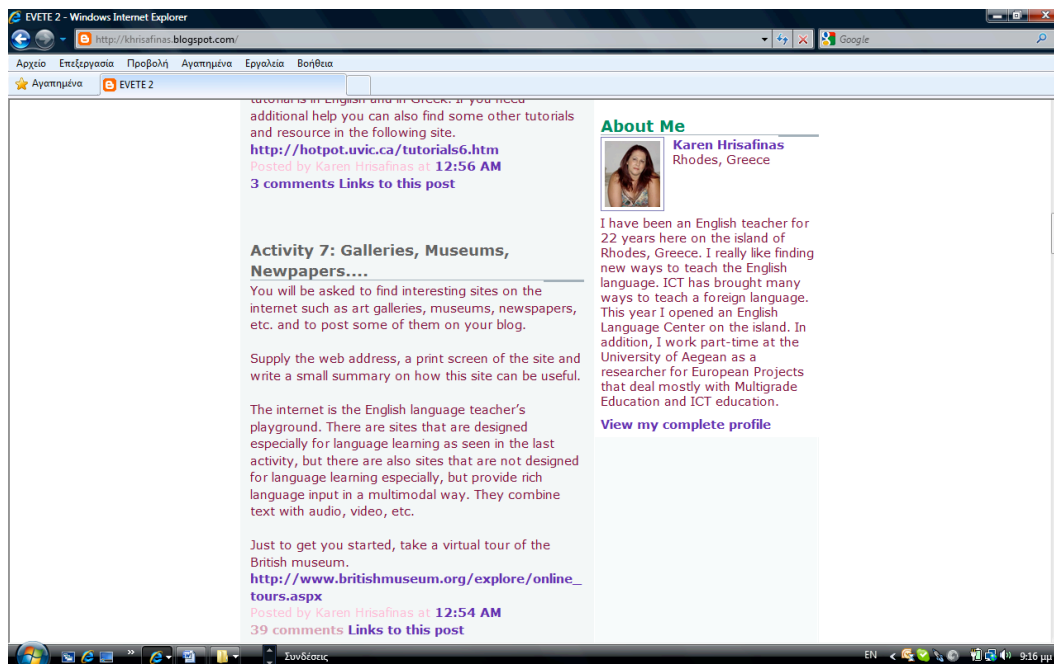 EVETE 2 - Windows Internet Explorer
http://khrisafinas.blogspot.com/
Google
Αρχείο Επεξεργασία Προβολή Αγαπημένα Εργαλεία Βοήθεια
Αγαπημένα EVETE 2
tutorial is in English and in Greek. If you need
additional help you can also find some other tutorials
and resource in the following site.
http://hotpot.uvic.ca/tutorials6.htm
Posted by Karen Hrisafinas at 12:56 AM
3 comments Links to this post
Activity 7: Galleries, Museums,
Newpapers....
You will be asked to find interesting sites on the
internet such as art galleries, museums, newspapers,
etc. and to post some of them on your blog.
Supply the web address, a print screen of the site and
write a small summary on how this site can be useful.
The internet is the English language teacher's
playground. There are sites that are designed
especially for language learning as seen in the last
activity, but there are also sites that are not designed
for language learning especially, but provide rich
language input in a multimodal way. They combine
text with audio, video, etc.
Just to get you started, take a virtual tour of the
British museum.
http://www.britishmuseum.org/explore/online_
tours.aspx
Posted by Karen Hrisafinas at 12:54 AM
39 comments Links to this post
About Me
Karen Hrisafinas
Rhodes, Greece
I have been an English teacher for
22 years here on the island of
Rhodes, Greece. I really like finding
new ways to teach the English
language. ICT has brought many
ways to teach a foreign language.
This year I opened an English
Language Center on the island. In
addition, I work part-time at the
University of Aegean as a
researcher for European Projects
that deal mostly with Multigrade
Education and ICT education.
View my complete profile
Συνδέσεις
EN
9:16 μμ